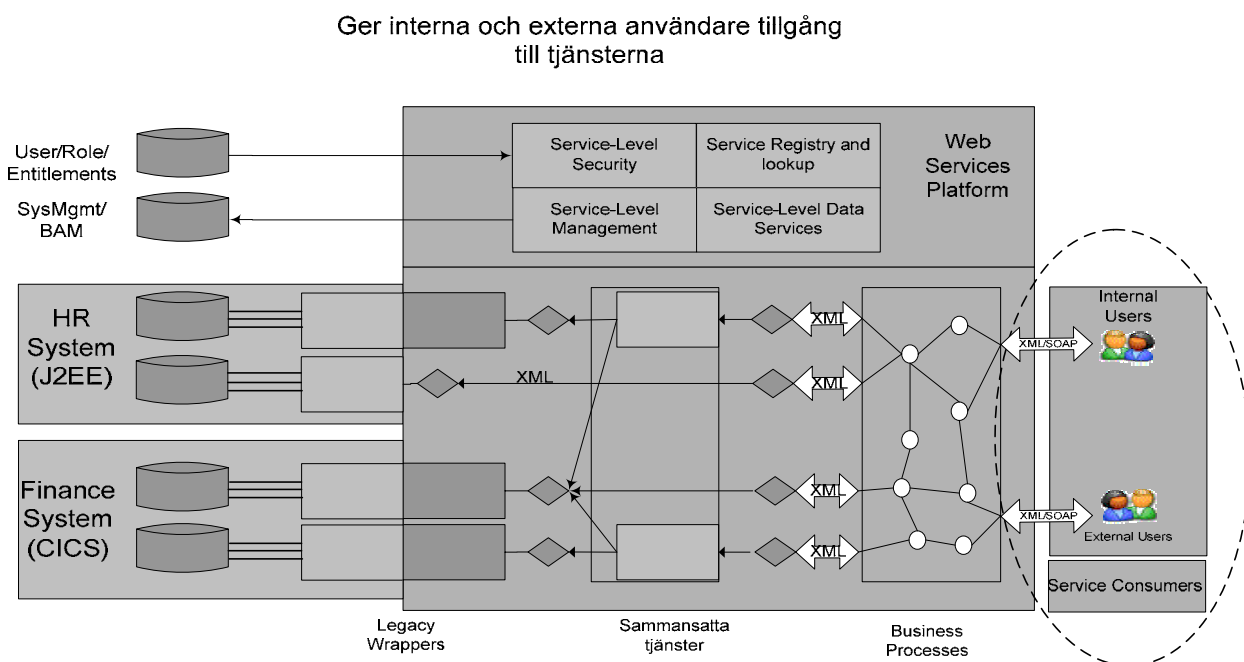 Ger interna och externa användare tillgång
till tjänsterna
User/Role/
Entitlements
SysMgmt/
BAM
Service-Level
Security
Service Registry and
lookup
Service-Level
Management
Service-Level Data
Services
Web
Services
Platform
HR
System
(J2EE)
XML
XML
XML
XML/SOAP
Internal
Users
Finance
System
(CICS)
XML
XML
XML/SOAP
External Users
Service Consumers
Legacy
Wrappers
Sammansatta
tjänster
Business
Processes